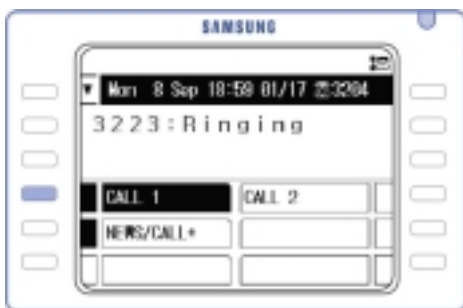 SAMSUNG
Mon 8 Sep 18:59 01/17 ☎3204
3223:Ringing
CALL 1
CALL 2
NEWS/CALL+